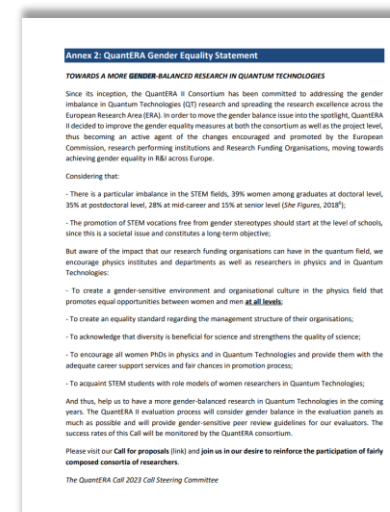 Annex 2: QuantERA Gender Equality Statement
TOWARDS A MORE GENDER-BALANCED RESEARCH IN QUANTUM TECHNOLOGIES
Since its inception, the QuantERA II Consortium has been committed to addressing the gender
imbalance in Quantum Technologies (QT) research and spreading the research excellence across the
European Research Area (ERA). In order to move the gender balance issue into the spotlight, QuantERA
II decided to improve the gender equality measures at both the consortium as well as the project level,
thus becoming an active agent of the changes encouraged and promoted by the European
Commission, research performing institutions and Research Funding Organisations, moving towards
achieving gender equality in R&I across Europe.
Considering that:
- There is a particular imbalance in the STEM fields, 39% women among graduates at doctoral level,
35% at postdoctoral level, 28% at mid-career and 15% at senior level (She Figures, 2018⁶);
- The promotion of STEM vocations free from gender stereotypes should start at the level of schools,
since this is a societal issue and constitutes a long-term objective;
But aware of the impact that our research funding organisations can have in the quantum field, we
encourage physics institutes and departments as well as researchers in physics and in Quantum
Technologies:
- To create a gender-sensitive environment and organisational culture in the physics field that
promotes equal opportunities between women and men at all levels;
- To create an equality standard regarding the management structure of their organisations;
- To acknowledge that diversity is beneficial for science and strengthens the quality of science;
- To encourage all women PhDs in physics and in Quantum Technologies and provide them with the
adequate career support services and fair chances in promotion process;
- To acquaint STEM students with role models of women researchers in Quantum Technologies;
And thus, help us to have a more gender-balanced research in Quantum Technologies in the coming
years. The QuantERA II evaluation process will consider gender balance in the evaluation panels as
much as possible and will provide gender-sensitive peer review guidelines for our evaluators. The
success rates of this Call will be monitored by the QuantERA consortium.
Please visit our Call for proposals (link) and join us in our desire to reinforce the participation of fairly
composed consortia of researchers.
The QuantERA Call 2023 Call Steering Committee